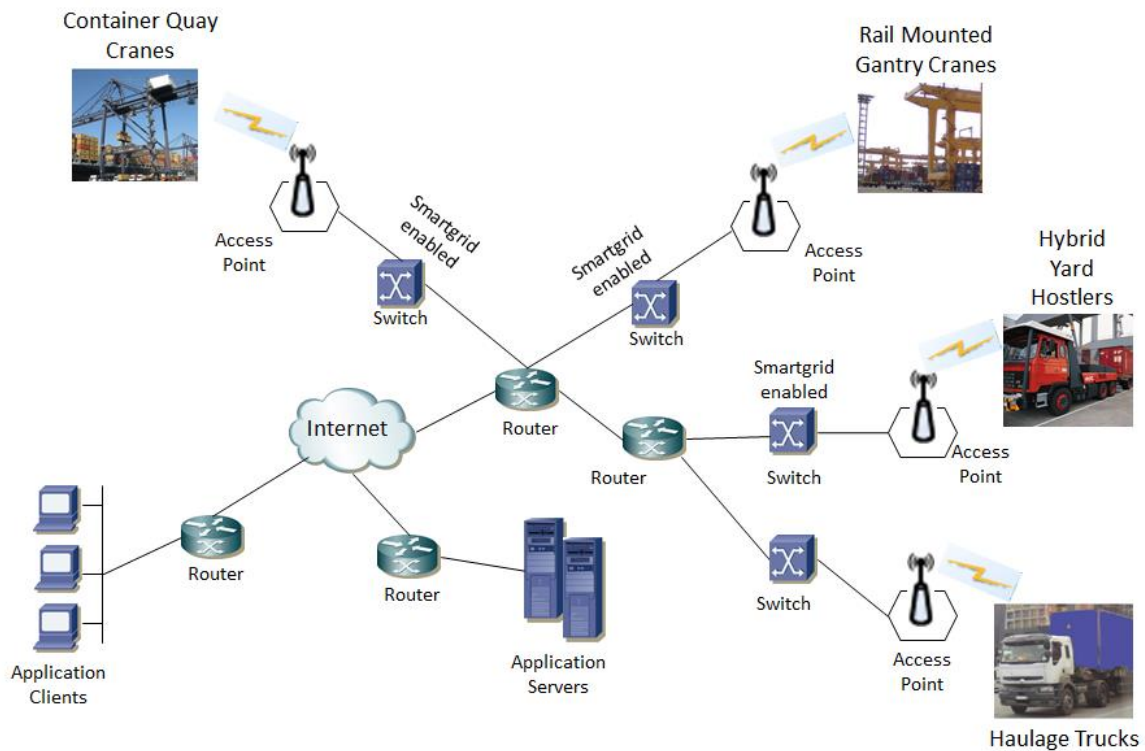 Container Quay
Cranes
Rail Mounted
Gantry Cranes
Access
Point
Smartgrid
enabled
Switch
Smartgrid
enabled
Switch
Access
Point
Hybrid
Yard
Hostlers
Smartgrid
enabled
Internet
Router
Router
Switch
Access
Point
Router
Router
Switch
Application
Clients
Application
Servers
Access
Point
Haulage Trucks